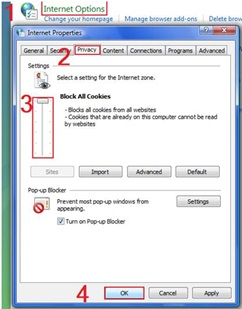 1 Internet Options
Change your homepage Manage browser add-ons Delete brow
Internet Properties
General Security Privacy Content Connections Programs Advanced
2
Settings
Select a setting for the Internet zone.
3
Block All Cookies
- Blocks all cookies from all websites
- Cookies that are already on this computer cannot be read
by websites
Sites Import Advanced Default
Pop-up Blocker
Prevent most pop-up windows from
appearing.
Settings
Turn on Pop-up Blocker
4
OK Cancel Apply